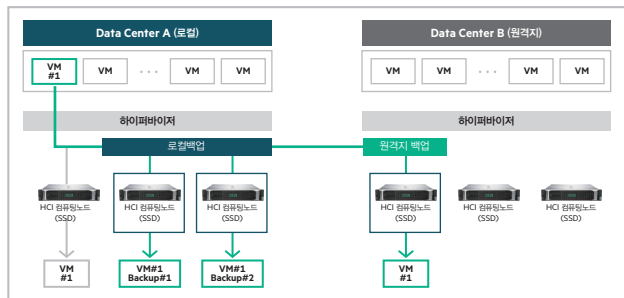 Data Center A (로컬)
Data Center B (원격지)
VM
#1
VM
· · ·
VM
VM
VM
VM
· · ·
VM
VM
하이퍼바이저
하이퍼바이저
로컬백업
원격지 백업
HCI 컴퓨팅노드
(SSD)
HCI 컴퓨팅노드
(SSD)
HCI 컴퓨팅노드
(SSD)
HCI 컴퓨팅노드
(SSD)
HCI 컴퓨팅노드
(SSD)
HCI 컴퓨팅노드
(SSD)
VM
#1
VM#1
Backup#1
VM#1
Backup#2
VM
#1